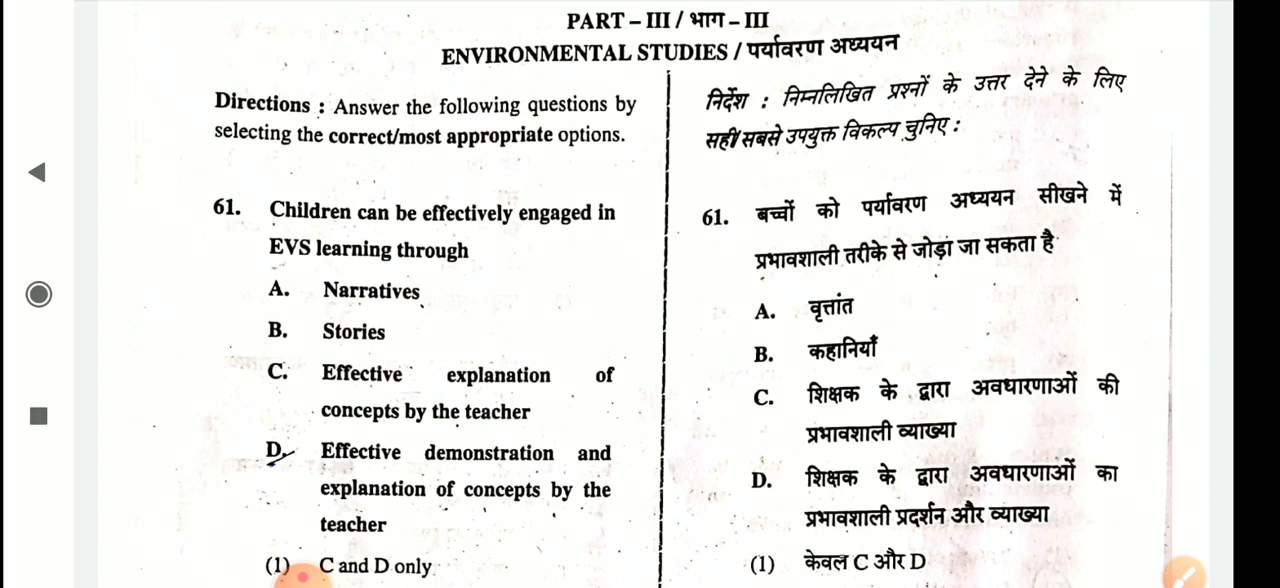 PART – III / भाग – III
ENVIRONMENTAL STUDIES / पर्यावरण अध्ययन
Directions : Answer the following questions by
selecting the correct/most appropriate options.
61. Children can be effectively engaged in
EVS learning through
A. Narratives
B. Stories
C. Effective explanation of
concepts by the teacher
D. Effective demonstration and
explanation of concepts by the
teacher
(1) C and D only
निर्देश : निम्नलिखित प्रश्नों के उत्तर देने के लिए
सही/सबसे उपयुक्त विकल्प चुनिए :
61. बच्चों को पर्यावरण अध्ययन सीखने में
प्रभावशाली तरीके से जोड़ा जा सकता है
A. वृत्तांत
B. कहानियाँ
C. शिक्षक के द्वारा अवधारणाओं की
प्रभावशाली व्याख्या
D. शिक्षक के द्वारा अवधारणाओं का
प्रभावशाली प्रदर्शन और व्याख्या
(1) केवल C और D